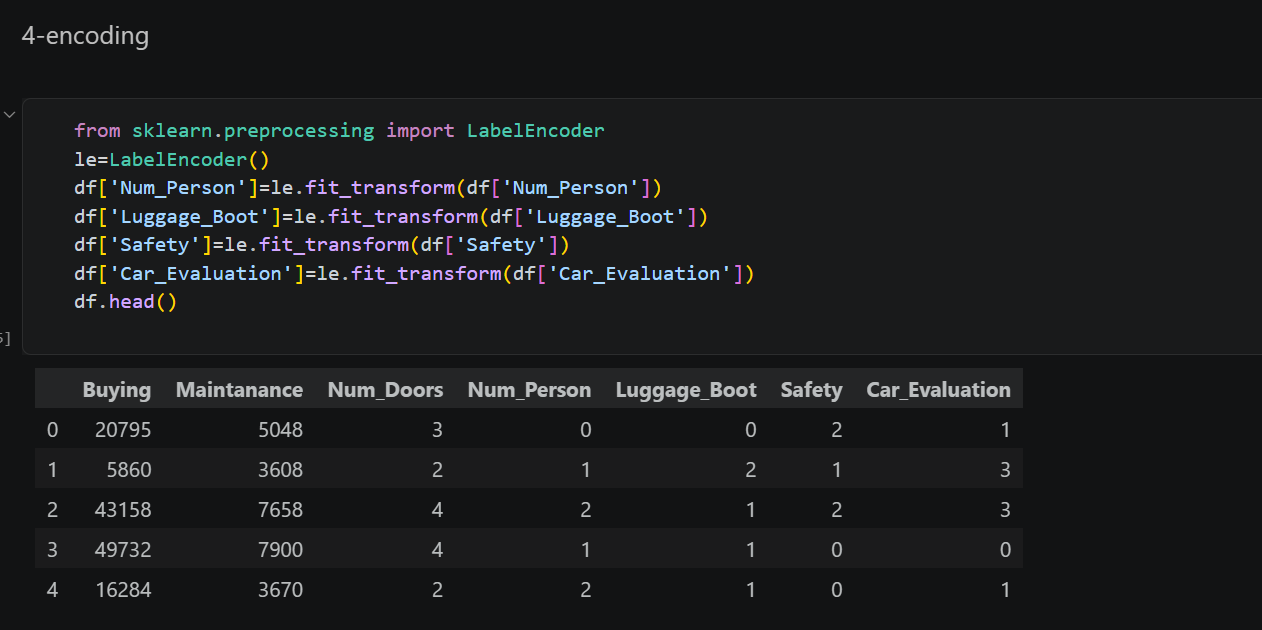 4-encoding
from sklearn.preprocessing import LabelEncoder
le=LabelEncoder()
df['Num_Person']=le.fit_transform(df['Num_Person'])
df['Luggage_Boot']=le.fit_transform(df['Luggage_Boot'])
df['Safety']=le.fit_transform(df['Safety'])
df['Car_Evaluation']=le.fit_transform(df['Car_Evaluation'])
df.head()
]
Buying Maintanance Num_Doors Num_Person Luggage_Boot Safety Car_Evaluation
0 20795 5048 3 0 0 2 1
1 5860 3608 2 1 2 1 3
2 43158 7658 4 2 1 2 3
3 49732 7900 4 1 1 0 0
4 16284 3670 2 2 1 0 1